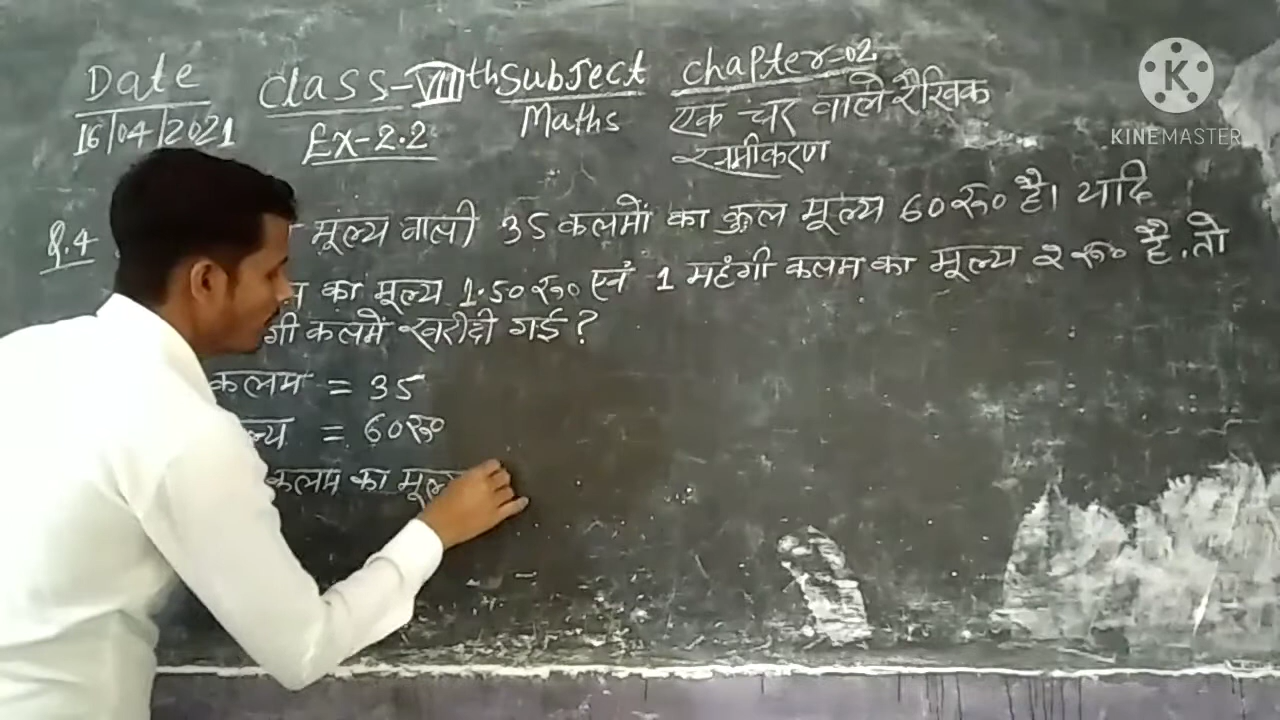 Date Class-VIIIth Subject Chapter-02
16/04/2021 Ex-2.2 Maths एक चर वाले रैखिक
समीकरण
Q.4 मूल्य वाली 35 कलमों का कुल मूल्य 60 रू० है। यदि
का मूल्य 1.50 रू० एवं 1 महंगी कलम का मूल्य 2 रू० है, तो
कलमें खरीदी गई?
कलम = 35
= 60 रू०
कलम का मूल्य
KINEMASTER